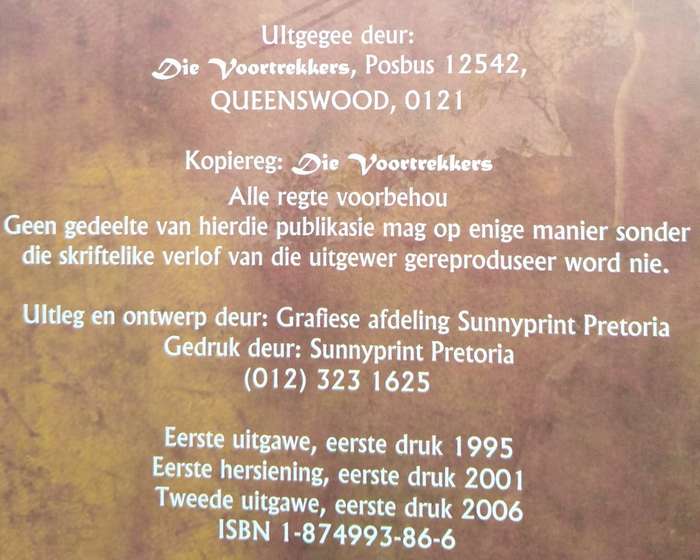 UItgegee deur:
Die Voortrekkers, Posbus 12542,
QUEENSWOOD, 0121
Kopiereg: Die Voortrekkers
Alle regte voorbehou
Geen gedeelte van hierdie publikasie mag op enige manier sonder
die skriftelike verlof van die uitgewer gereproduseer word nie.
UItleg en ontwerp deur: Grafiese afdeling Sunnyprint Pretoria
Gedruk deur: Sunnyprint Pretoria
(012) 323 1625
Eerste uitgawe, eerste druk 1995
Eerste hersiening, eerste druk 2001
Tweede uitgawe, eerste druk 2006
ISBN 1-874993-86-6